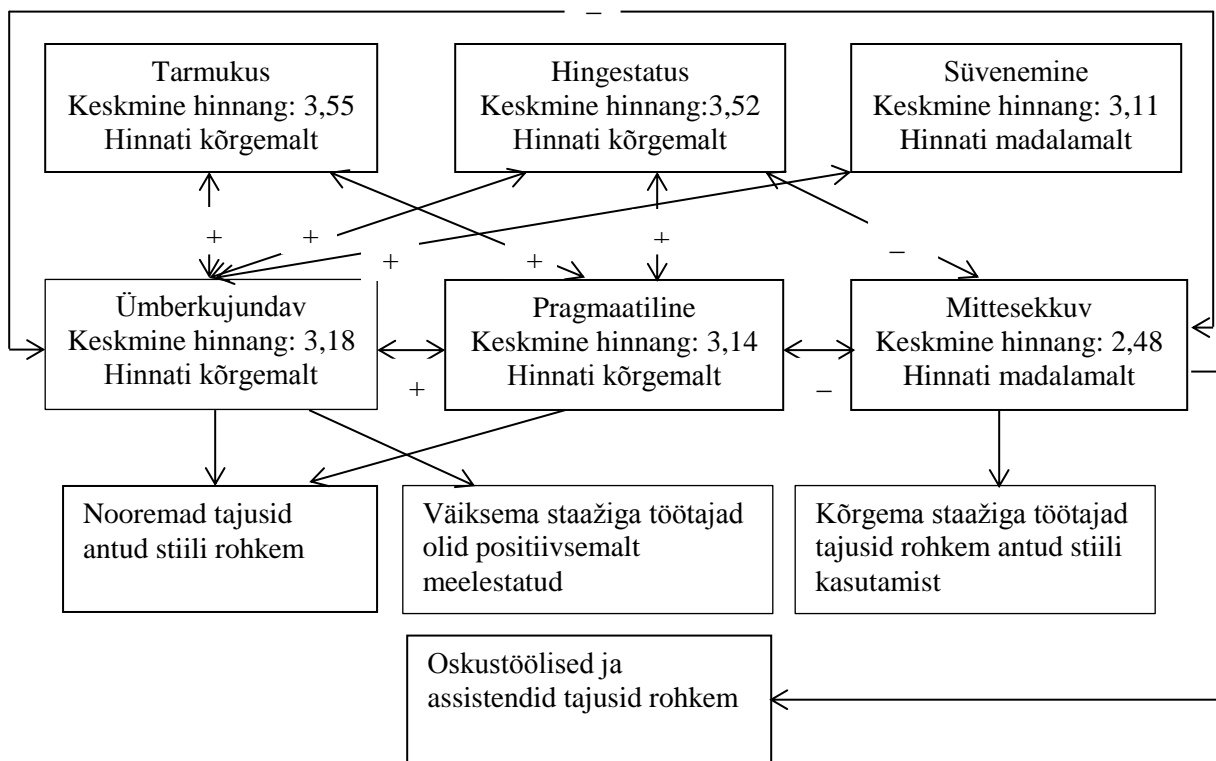 –
Tarmukus
Keskmine hinnang: 3,55
Hinnati kõrgemalt
Hingestatus
Keskmine hinnang:3,52
Hinnati kõrgemalt
Süvenemine
Keskmine hinnang: 3,11
Hinnati madalamalt
+
+
+
+
+
–
Ümberkujundav
Keskmine hinnang: 3,18
Hinnati kõrgemalt
+
Pragmaatiline
Keskmine hinnang: 3,14
Hinnati kõrgemalt
–
Mittesekkuv
Keskmine hinnang: 2,48
Hinnati madalamalt
Nooremad tajusid
antud stiili rohkem
Väiksema staažiga töötajad
olid positiivsemalt
meelestatud
Kõrgema staažiga töötajad
tajusid rohkem antud stiili
kasutamist
Oskustöölised ja
assistendid tajusid rohkem